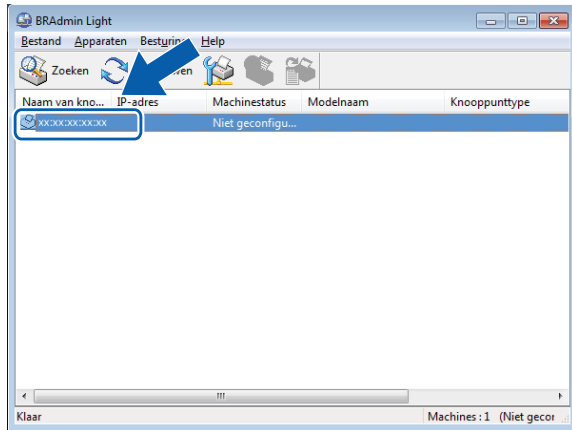 BRAdmin Light
Bestand Apparaten Besturing Help
Zoeken
Naam van kno... IP-adres Machinestatus Modelnaam Knooppunttype
xx:xx:xx:xx:xx Niet geconfigu...
Klaar Machines : 1 (Niet gecor